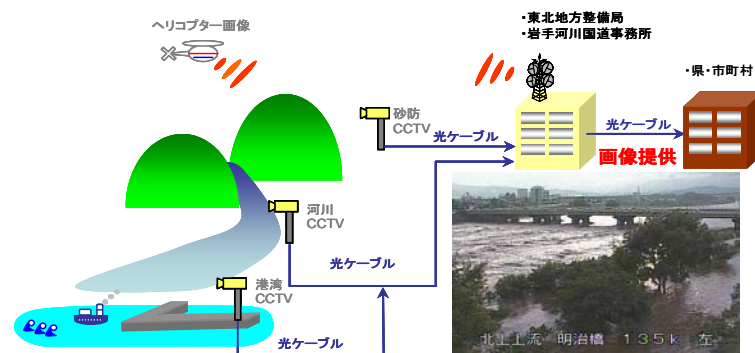 ヘリコプター画像
・東北地方整備局
・岩手河川国道事務所
・県・市町村
砂防
CCTV
光ケーブル
光ケーブル
画像提供
河川
CCTV
光ケーブル
港湾
CCTV
光ケーブル
北上上流 明治橋 135k 左